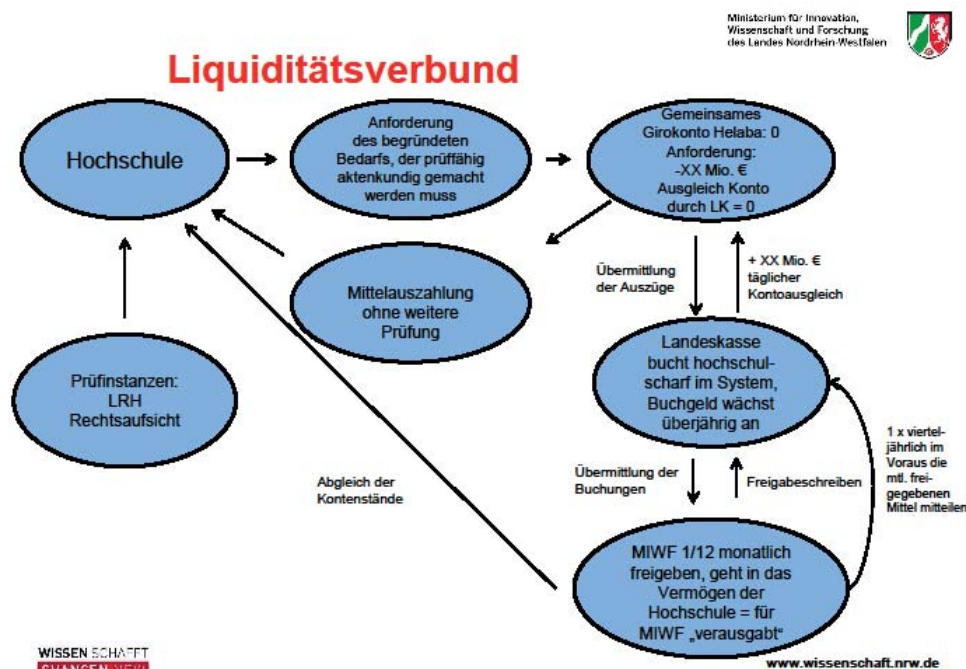 Ministerium für Innovation,
Wissenschaft und Forschung
des Landes Nordrhein-Westfalen
Liquiditätsverbund
Hochschule
Anforderung
des begründeten
Bedarfs, der prüffähig
aktenkundig gemacht
werden muss
Gemeinsames
Girokonto Helaba: 0
Anforderung:
-XX Mio. €
Ausgleich Konto
durch LK = 0
Mittelauszahlung
ohne weitere
Prüfung
Übermittlung
der Auszüge
+ XX Mio. €
täglicher
Kontoausgleich
Prüfinstanzen:
LRH
Rechtsaufsicht
Landeskasse
bucht hochschul-
scharf im System,
Buchgeld wächst
überjährig an
1 x viertel-
jährlich im
Voraus die
mtl. frei-
gegebenen
Mittel mitteilen
Abgleich der
Kontenstände
Übermittlung der
Buchungen
Freigabeschreiben
MIWF 1/12 monatlich
freigeben, geht in das
Vermögen der
Hochschule = für
MIWF „verausgabt“
WISSEN SCHAFFT
www.wissenschaft.nrw.de